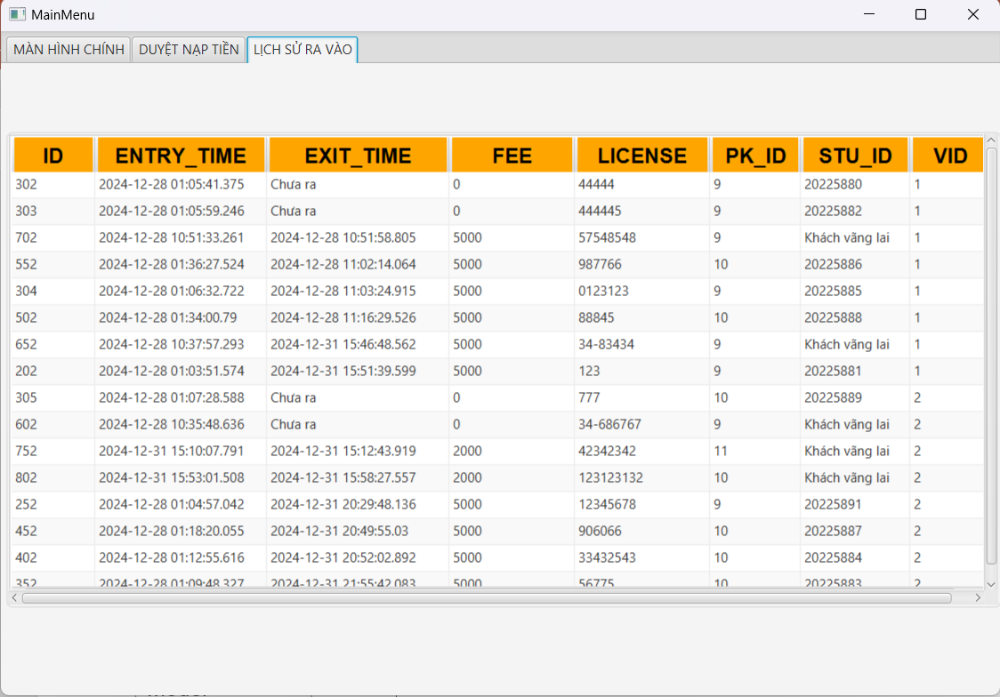 MainMenu
MÀN HÌNH CHÍNH DUYỆT NẠP TIỀN LỊCH SỬ RA VÀO
ID ENTRY_TIME EXIT_TIME FEE LICENSE PK_ID STU_ID VID
302 2024-12-28 01:05:41.375 Chưa ra 0 44444 9 20225880 1
303 2024-12-28 01:05:59.246 Chưa ra 0 444445 9 20225882 1
702 2024-12-28 10:51:33.261 2024-12-28 10:51:58.805 5000 57548548 9 Khách vãng lai 1
552 2024-12-28 01:36:27.524 2024-12-28 11:02:14.064 5000 987766 10 20225886 1
304 2024-12-28 01:06:32.722 2024-12-28 11:03:24.915 5000 0123123 9 20225885 1
502 2024-12-28 01:34:00.79 2024-12-28 11:16:29.526 5000 88845 10 20225888 1
652 2024-12-28 10:37:57.293 2024-12-31 15:46:48.562 5000 34-83434 9 Khách vãng lai 1
202 2024-12-28 01:03:51.574 2024-12-31 15:51:39.599 5000 123 9 20225881 1
305 2024-12-28 01:07:28.588 Chưa ra 0 777 10 20225889 2
602 2024-12-28 10:35:48.636 Chưa ra 0 34-686767 9 Khách vãng lai 2
752 2024-12-31 15:10:07.791 2024-12-31 15:12:43.919 2000 42342342 11 Khách vãng lai 2
802 2024-12-31 15:53:01.508 2024-12-31 15:58:27.557 2000 123123132 10 Khách vãng lai 2
252 2024-12-28 01:04:57.042 2024-12-31 20:29:48.136 5000 12345678 9 20225891 2
452 2024-12-28 01:18:20.055 2024-12-31 20:49:55.03 5000 906066 10 20225887 2
402 2024-12-28 01:12:55.616 2024-12-31 20:52:02.892 5000 33432543 10 20225884 2
352 2024-12-28 01:09:48.327 2024-12-31 21:55:42.083 5000 56775 10 20225883 2